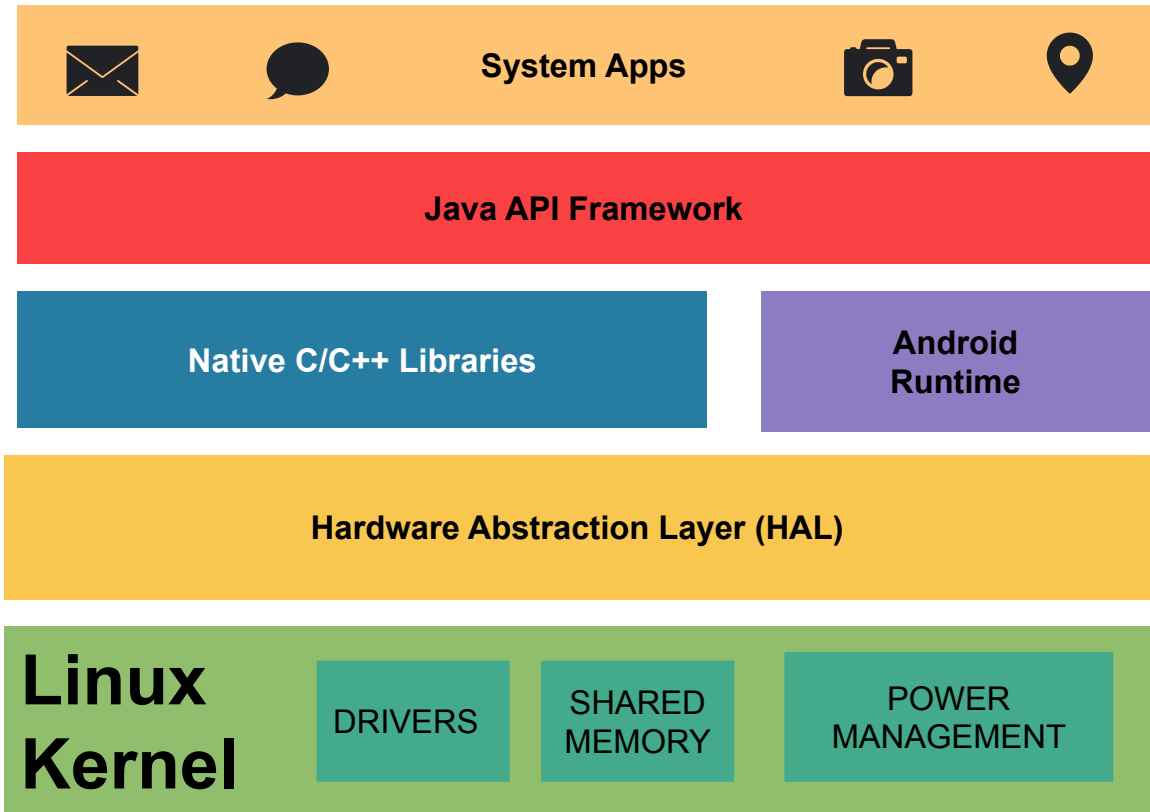 System Apps
Java API Framework
Native C/C++ Libraries
Android
Runtime
Hardware Abstraction Layer (HAL)
Linux
Kernel
DRIVERS
SHARED
MEMORY
POWER
MANAGEMENT